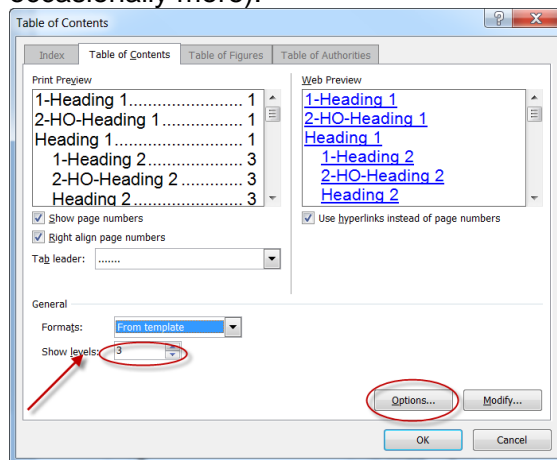 occasionally more).
Table of Contents
Index Table of Contents Table of Figures Table of Authorities
Print Preview
1-Heading 1........................ 1
2-HO-Heading 1.............. 1
Heading 1.......................... 1
1-Heading 2................... 3
2-HO-Heading 2........... 3
Heading 2..................... 3
Web Preview
1-Heading 1
2-HO-Heading 1
Heading 1
1-Heading 2
2-HO-Heading 2
Heading 2
Show page numbers
Right align page numbers
Tab leader: .......
Use hyperlinks instead of page numbers
General
Formats: From template
Show levels: 3
Options... Modify...
OK Cancel